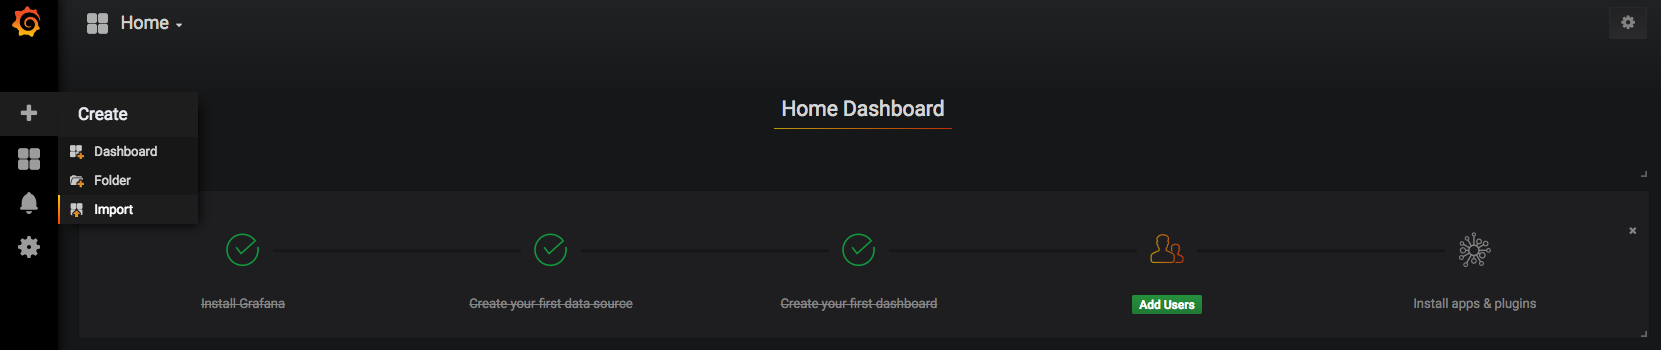 Home
Create
Home Dashboard
Dashboard
Folder
Import
Install Grafana
Create your first data source
Create your first dashboard
Add Users
Install apps & plugins